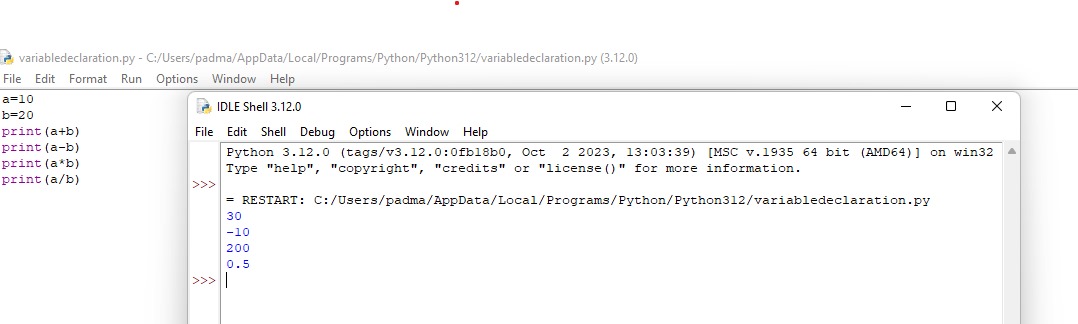 variabledeclaration.py - C:/Users/padma/AppData/Local/Programs/Python/Python312/variabledeclaration.py (3.12.0)
File Edit Format Run Options Window Help
a=10
b=20
print(a+b)
print(a-b)
print(a*b)
print(a/b)
IDLE Shell 3.12.0
File Edit Shell Debug Options Window Help
Python 3.12.0 (tags/v3.12.0:0fb18b0, Oct  2 2023, 13:03:39) [MSC v.1935 64 bit (AMD64)] on win32
Type "help", "copyright", "credits" or "license()" for more information.
>>>
= RESTART: C:/Users/padma/AppData/Local/Programs/Python/Python312/variabledeclaration.py
30
-10
200
0.5
>>>